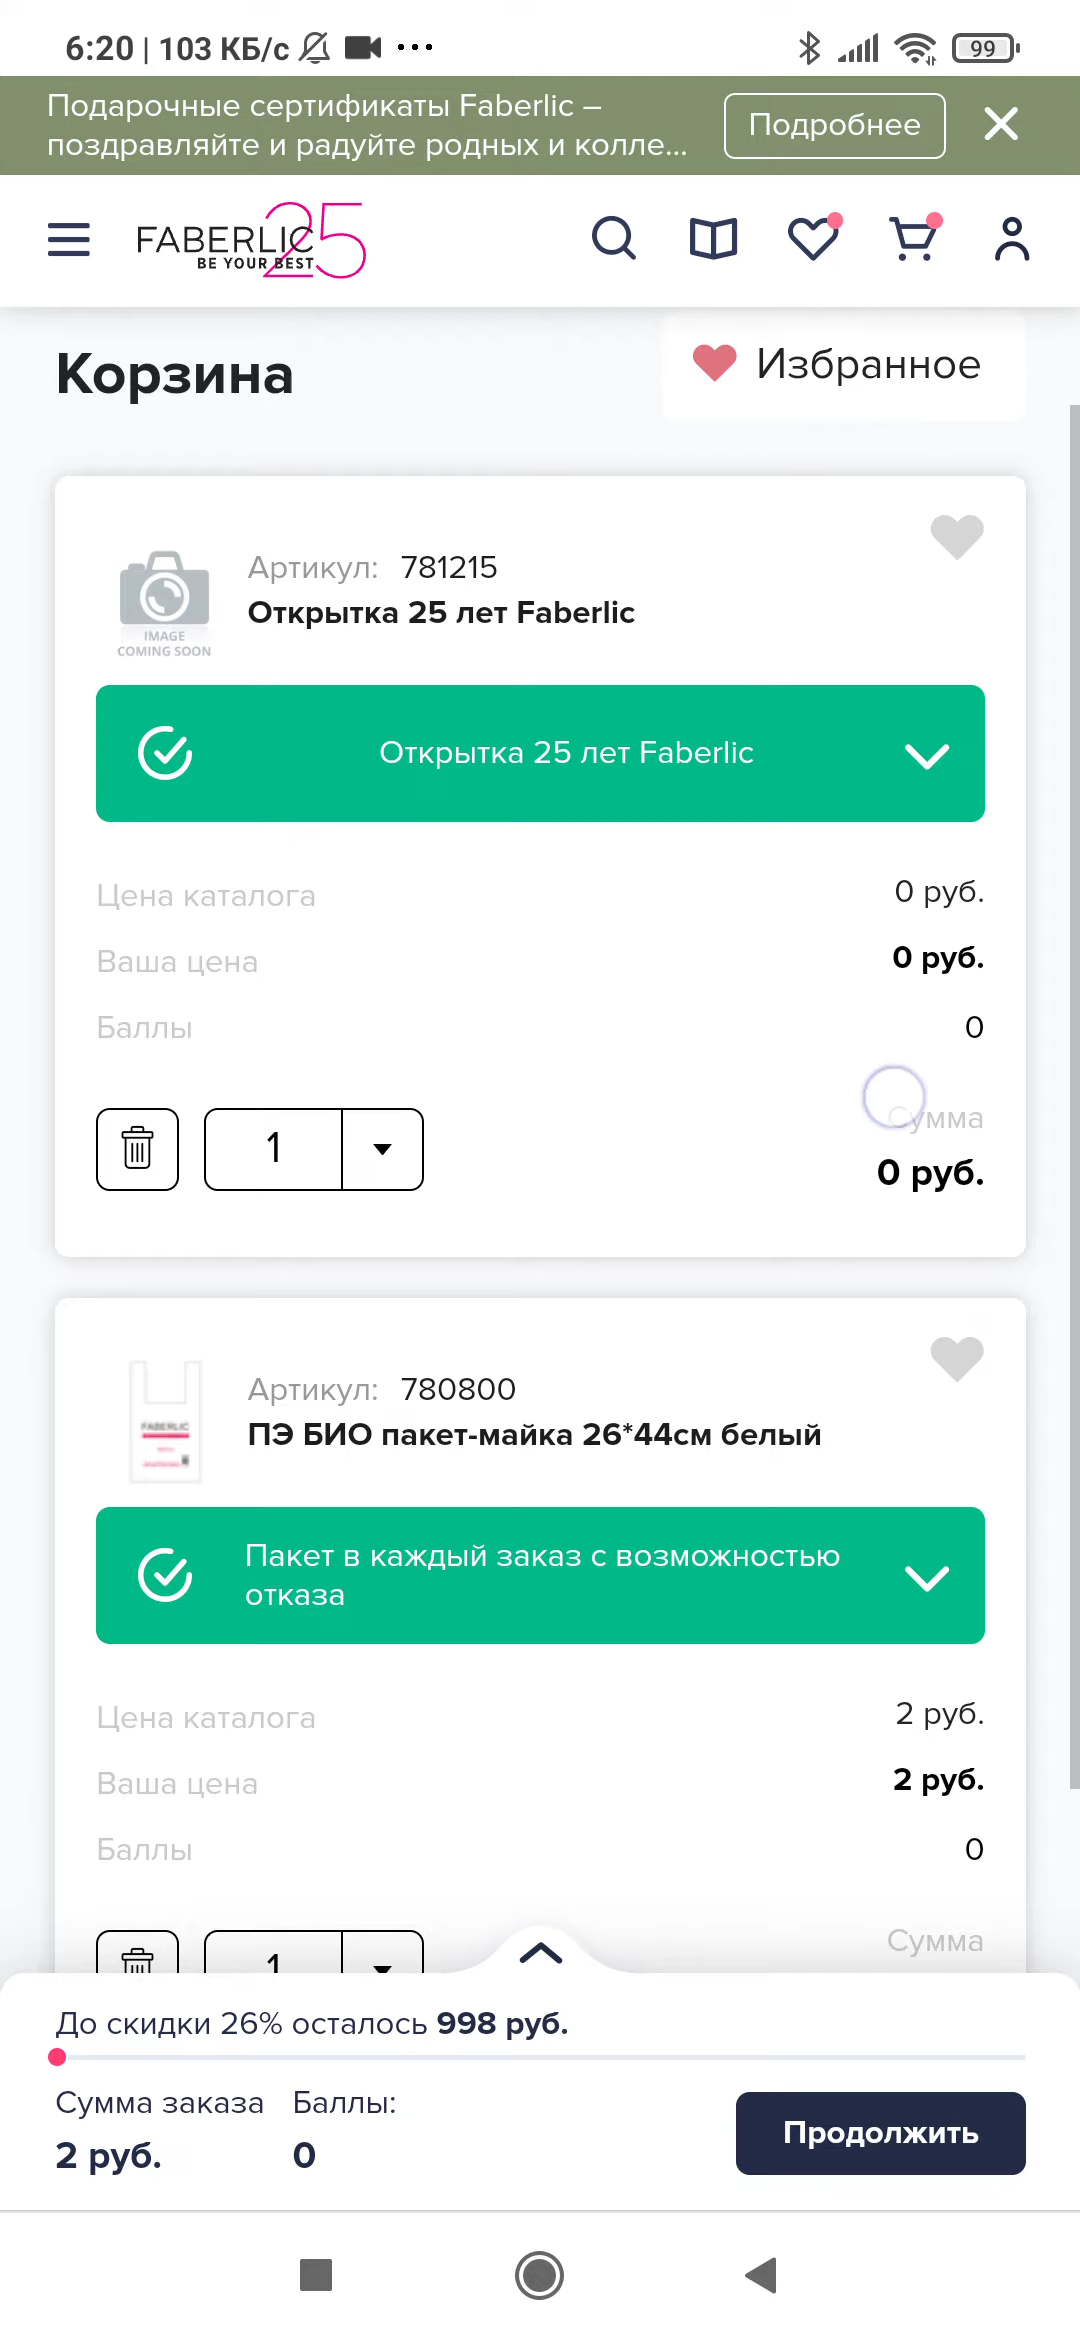 6:20 | 103 КБ/с
99
Подарочные сертификаты Faberlic –
поздравляйте и радуйте родных и колле...
Подробнее
FABERLIC 25
BE YOUR BEST
Корзина
Избранное
Артикул: 781215
Открытка 25 лет Faberlic
IMAGE
COMING SOON
Открытка 25 лет Faberlic
Цена каталога 0 руб.
Ваша цена 0 руб.
Баллы 0
Сумма
1
0 руб.
Артикул: 780800
ПЭ БИО пакет-майка 26*44см белый
FABERLIC
Пакет в каждый заказ с возможностью
отказа
Цена каталога 2 руб.
Ваша цена 2 руб.
Баллы 0
Сумма
1
До скидки 26% осталось 998 руб.
Сумма заказа Баллы:
2 руб. 0
Продолжить